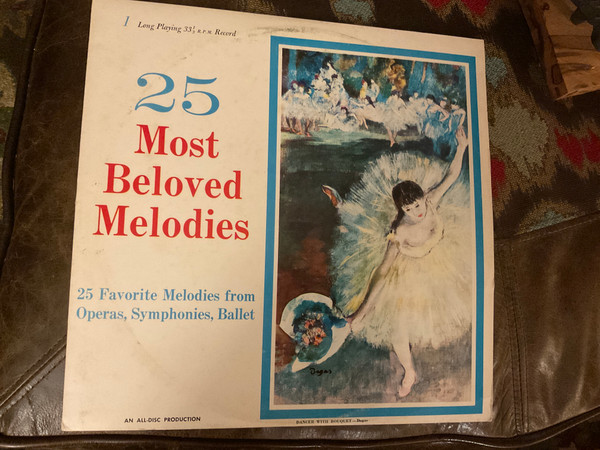 1 Long Playing 33⅓ R.P.M. Record
25
Most
Beloved
Melodies
25 Favorite Melodies from
Operas, Symphonies, Ballet
Degas
AN ALL-DISC PRODUCTION
DANCER WITH BOUQUET—Degas